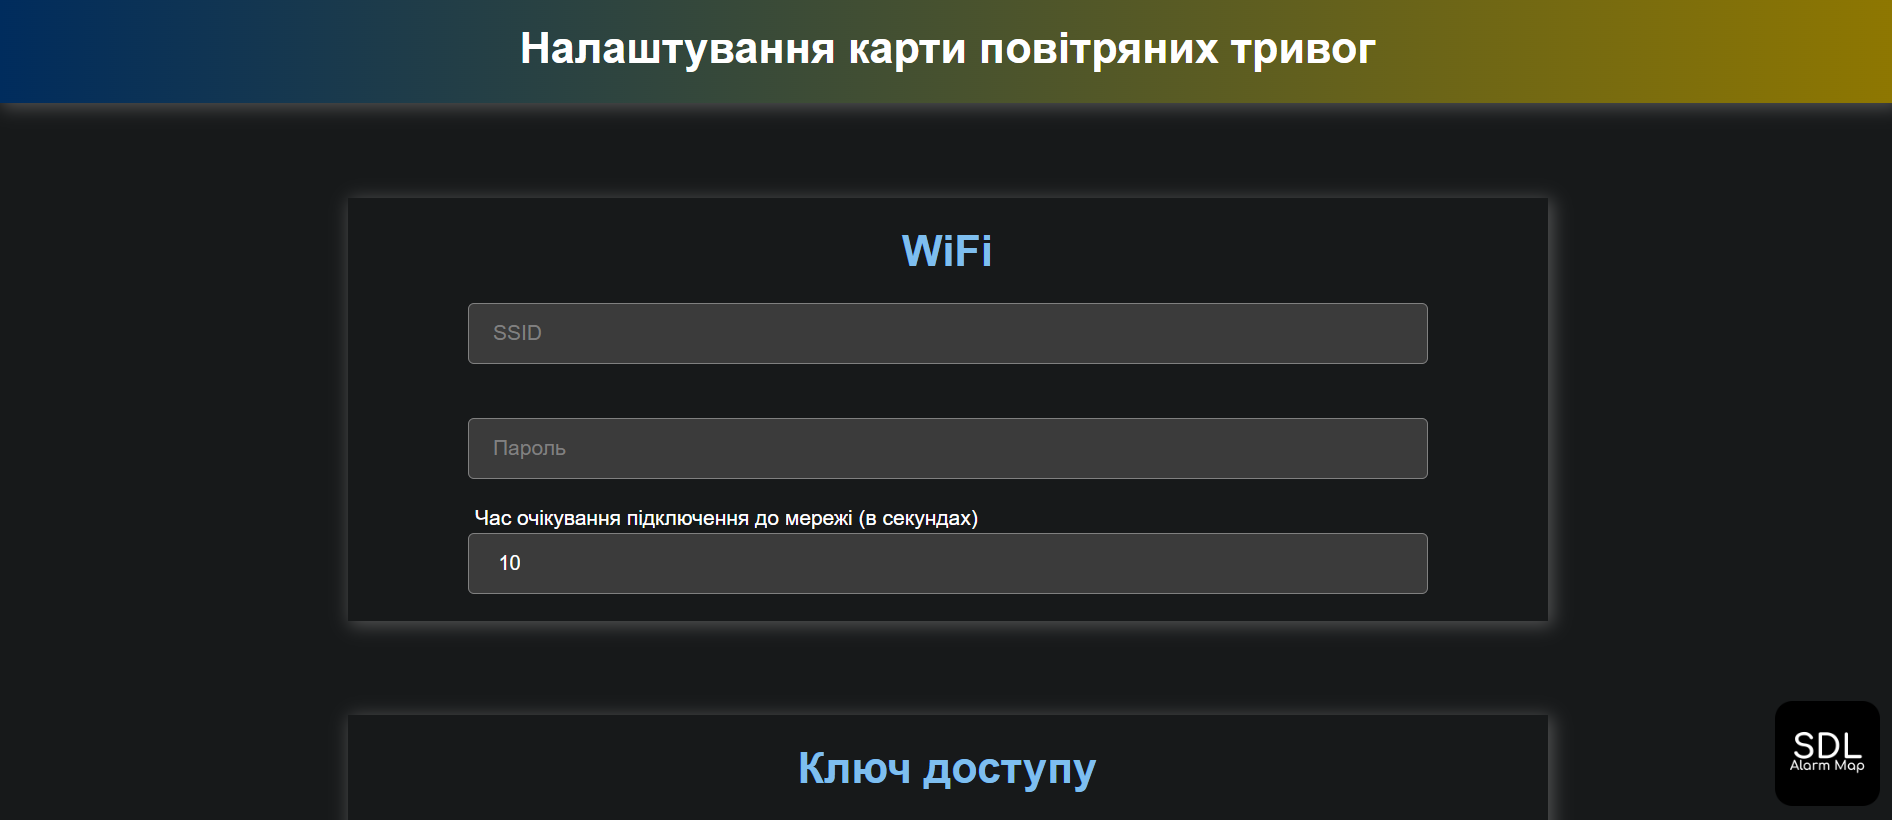 Налаштування карти повітряних тривог
WiFi
SSID
Пароль
Час очікування підключення до мережі (в секундах)
10
Ключ доступу
SDL
Alarm Map